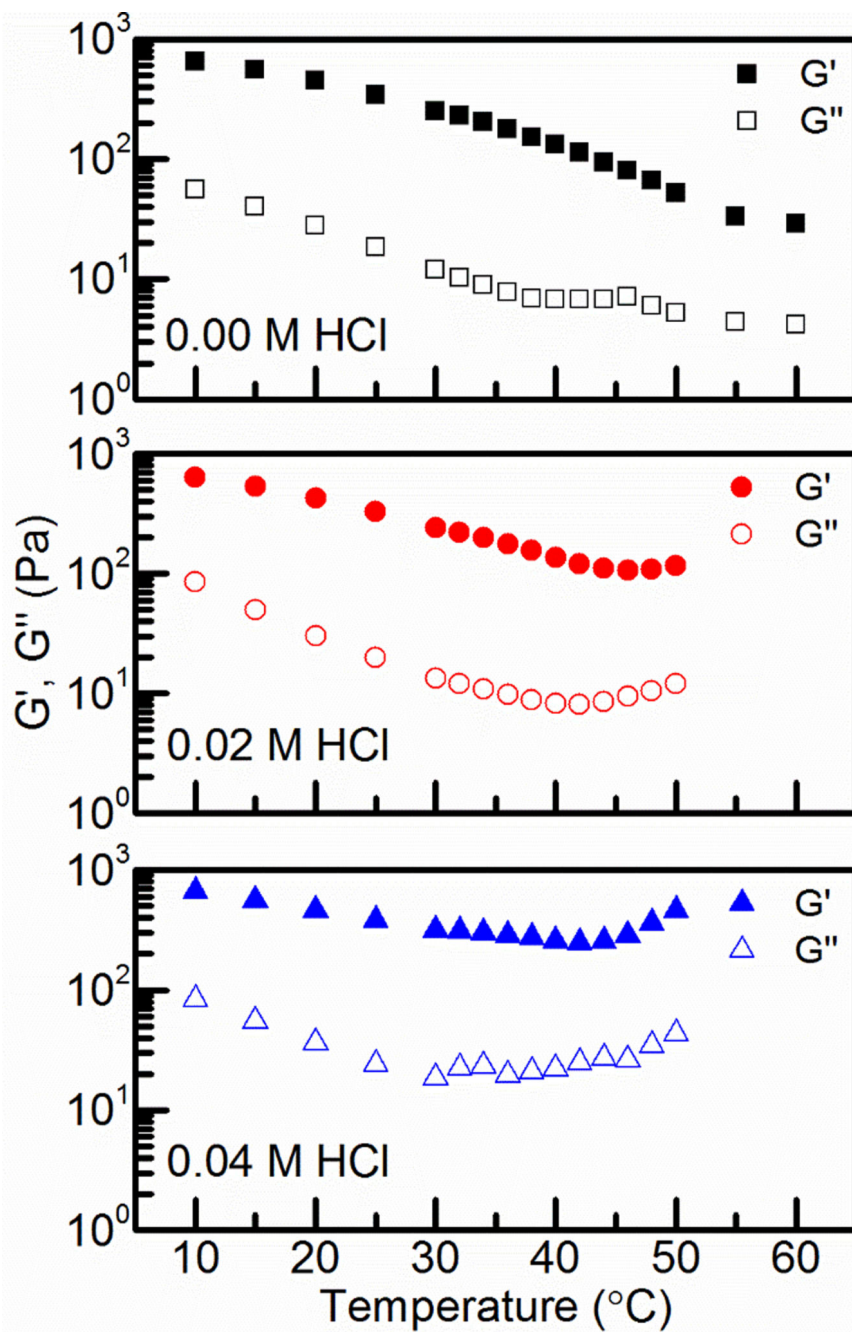 10³
G'
G"
10²
10¹
0.00 M HCl
10⁰
10³
G'
G"
10²
G', G" (Pa)
10¹
0.02 M HCl
10⁰
10³
G'
G"
10²
10¹
0.04 M HCl
10⁰
10 20 30 40 50 60
Temperature (°C)